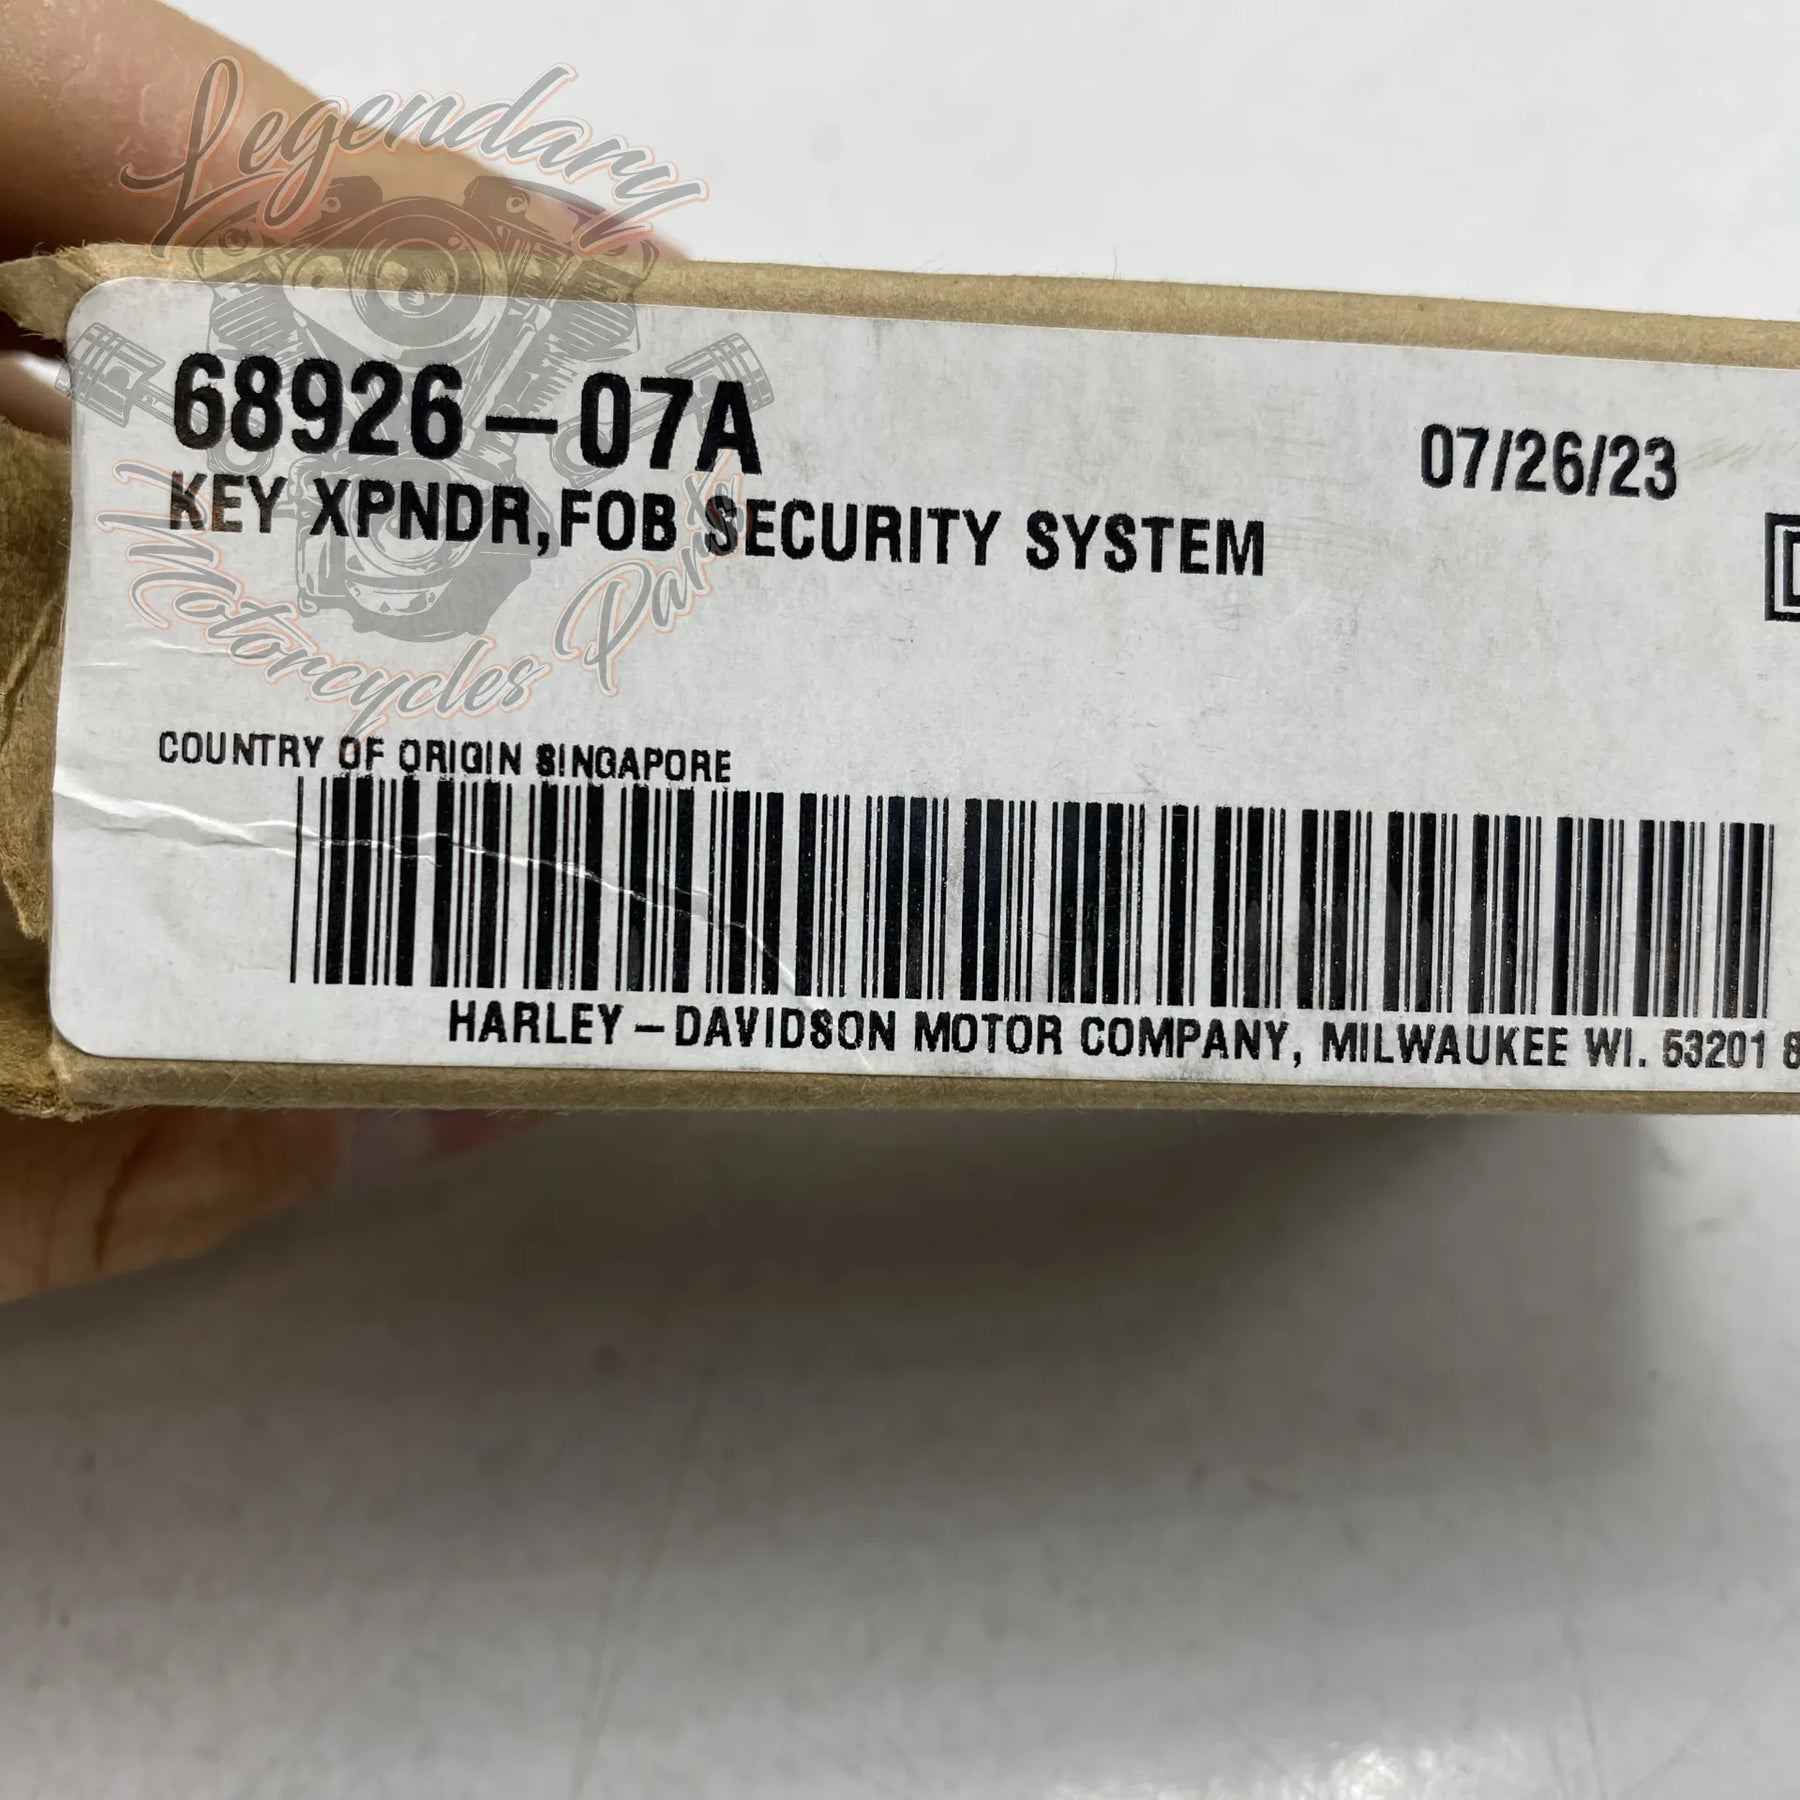 Legendary
68926-07A
07/26/23
KEY XPNDR,FOB SECURITY SYSTEM
Motorcycles Parts
COUNTRY OF ORIGIN SINGAPORE
HARLEY-DAVIDSON MOTOR COMPANY, MILWAUKEE WI. 53201